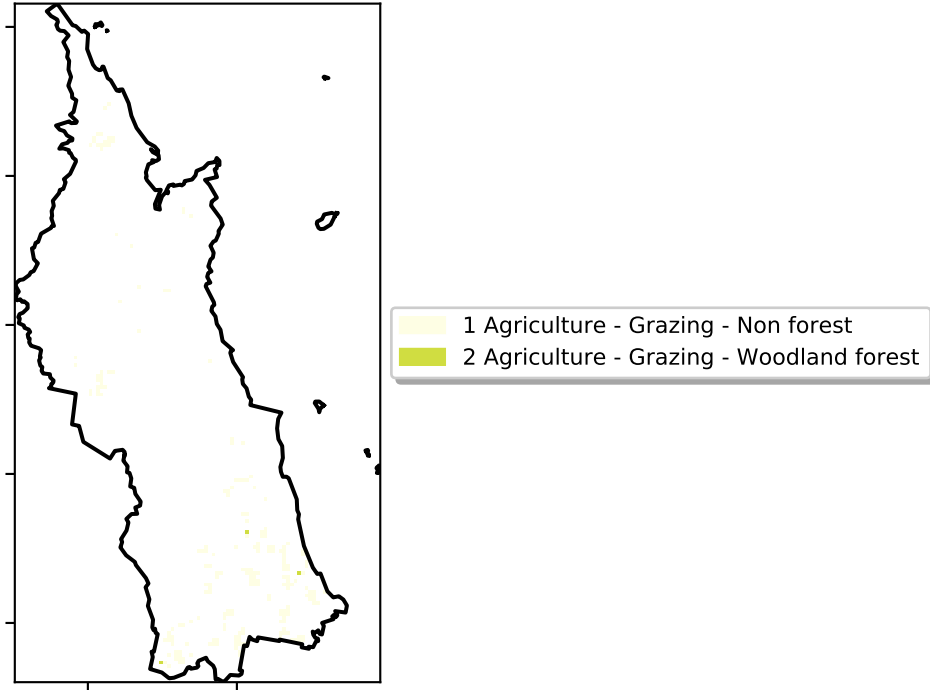 1 Agriculture - Grazing - Non forest
2 Agriculture - Grazing - Woodland forest